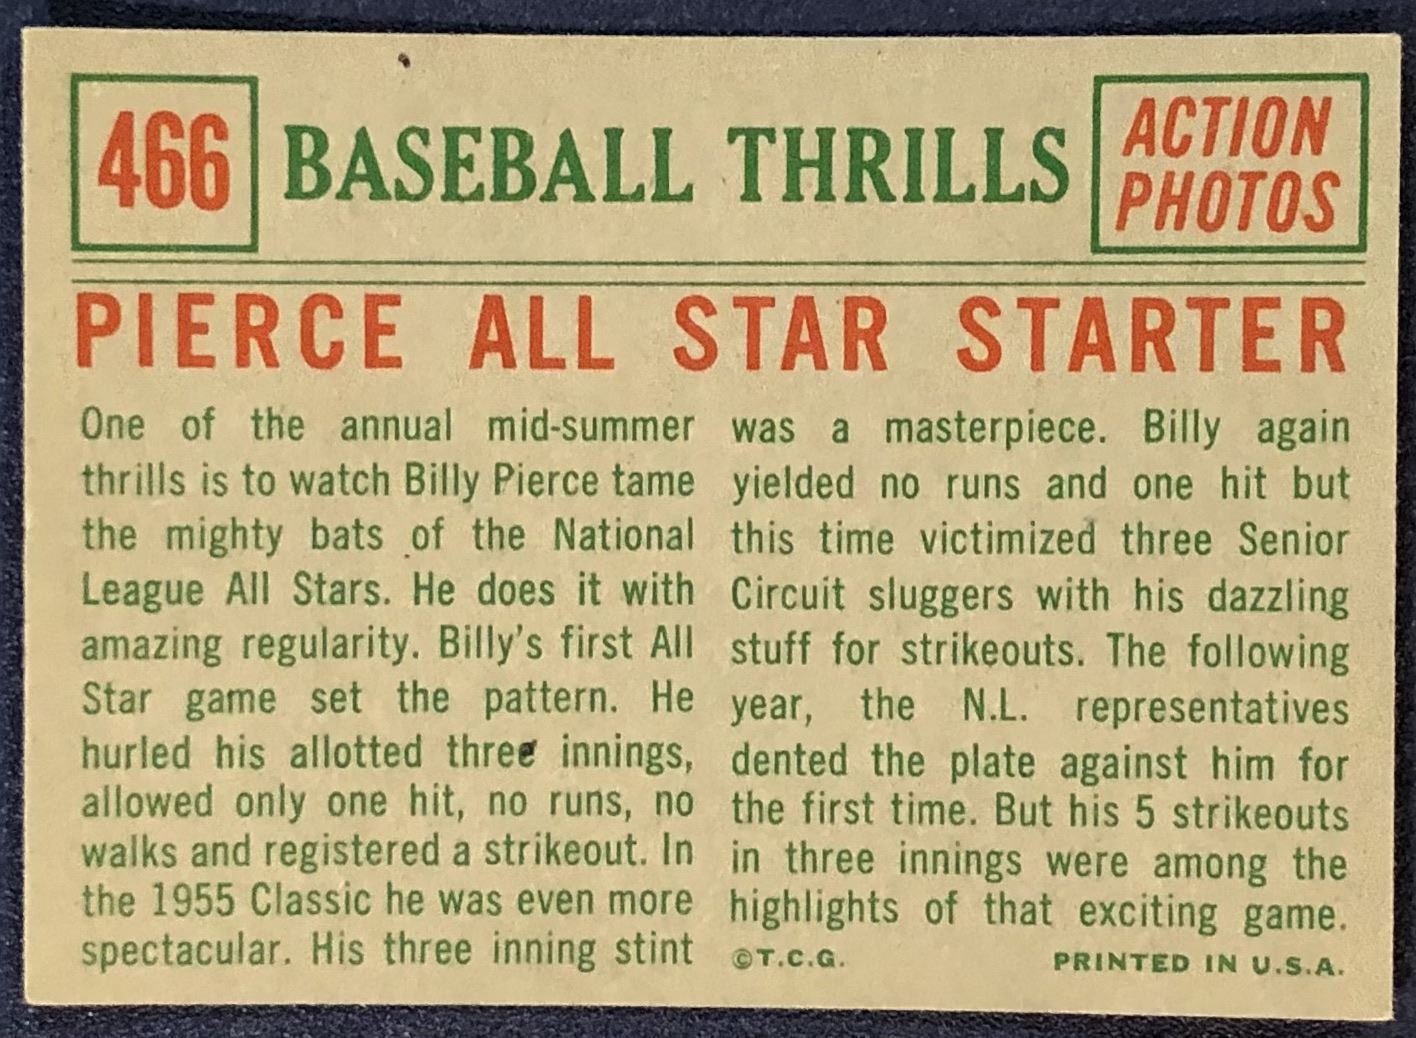 466
BASEBALL THRILLS
ACTION
PHOTOS
PIERCE ALL STAR STARTER
One of the annual mid-summer
thrills is to watch Billy Pierce tame
the mighty bats of the National
League All Stars. He does it with
amazing regularity. Billy's first All
Star game set the pattern. He
hurled his allotted three innings,
allowed only one hit, no runs, no
walks and registered a strikeout. In
the 1955 Classic he was even more
spectacular. His three inning stint
was a masterpiece. Billy again
yielded no runs and one hit but
this time victimized three Senior
Circuit sluggers with his dazzling
stuff for strikeouts. The following
year, the N.L. representatives
dented the plate against him for
the first time. But his 5 strikeouts
in three innings were among the
highlights of that exciting game.
©T.C.G.
PRINTED IN U.S.A.